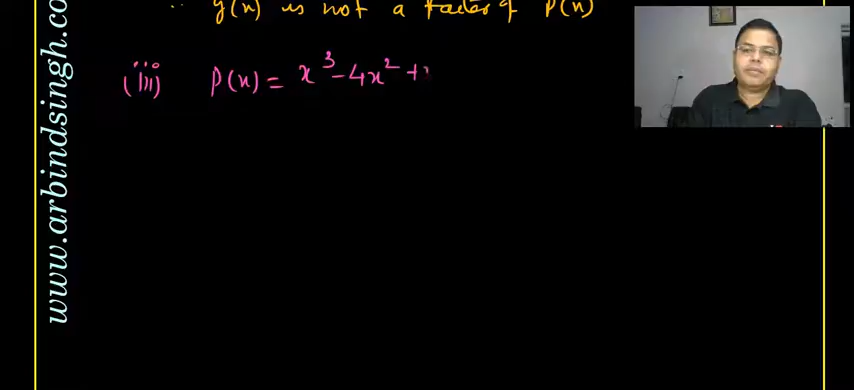 ∴ g(x) is not a factor of P(x)
(iii) P(x) = x³ - 4x² +
www.arbindsingh.co